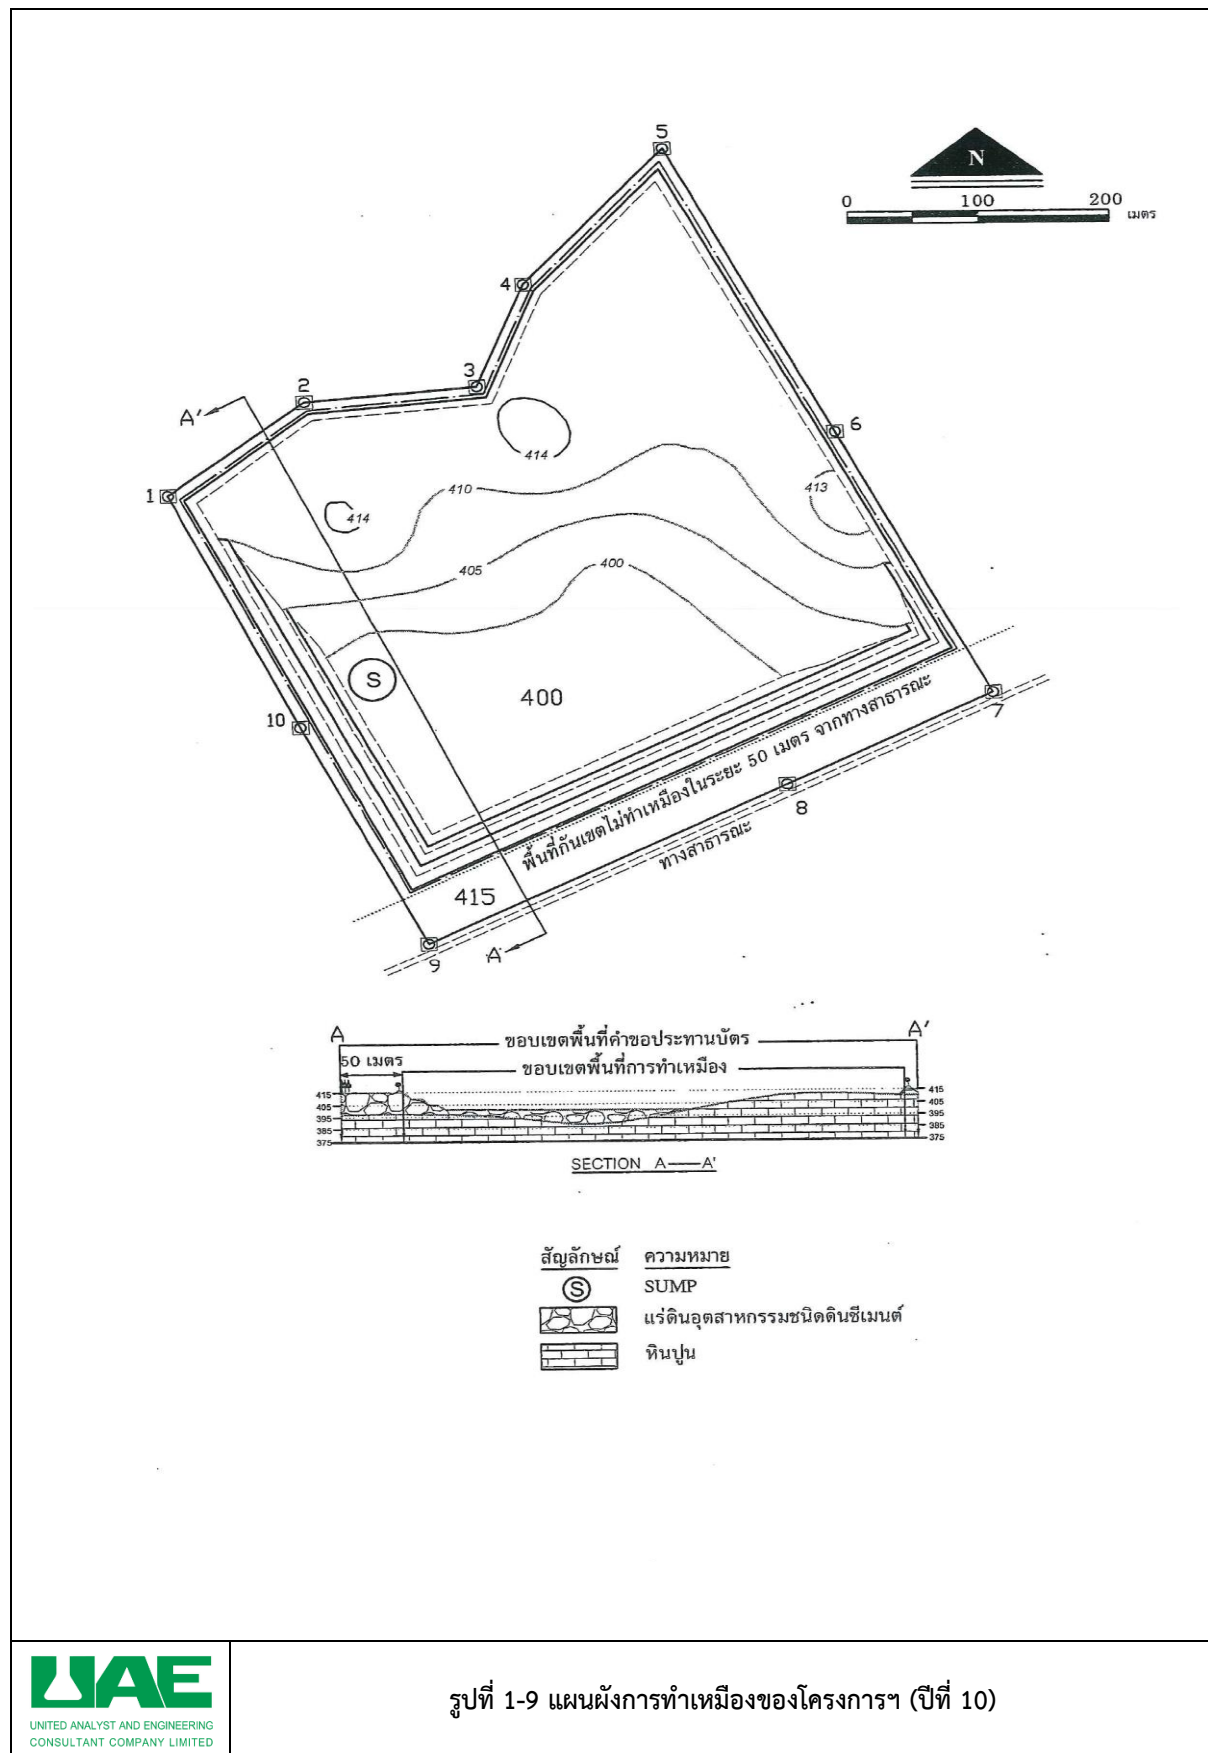 5
N
0 100 200
เมตร
4
3
2
A'
6
414
1
410
413
414
405
400
S
400
10
7
พื้นที่กันเขตไม่ทำเหมืองในระยะ 50 เมตร จากทางสาธารณะ
8
ทางสาธารณะ
415
A
9
A A'
ขอบเขตพื้นที่คำขอประทานบัตร
50 เมตร
ขอบเขตพื้นที่การทำเหมือง
415 415
405 405
395 395
385 385
375 375
SECTION A——A'
สัญลักษณ์ ความหมาย
S SUMP
แร่ดินอุตสาหกรรมชนิดดินซีเมนต์
หินปูน
UAE
UNITED ANALYST AND ENGINEERING
CONSULTANT COMPANY LIMITED
รูปที่ 1-9 แผนผังการทำเหมืองของโครงการฯ (ปีที่ 10)